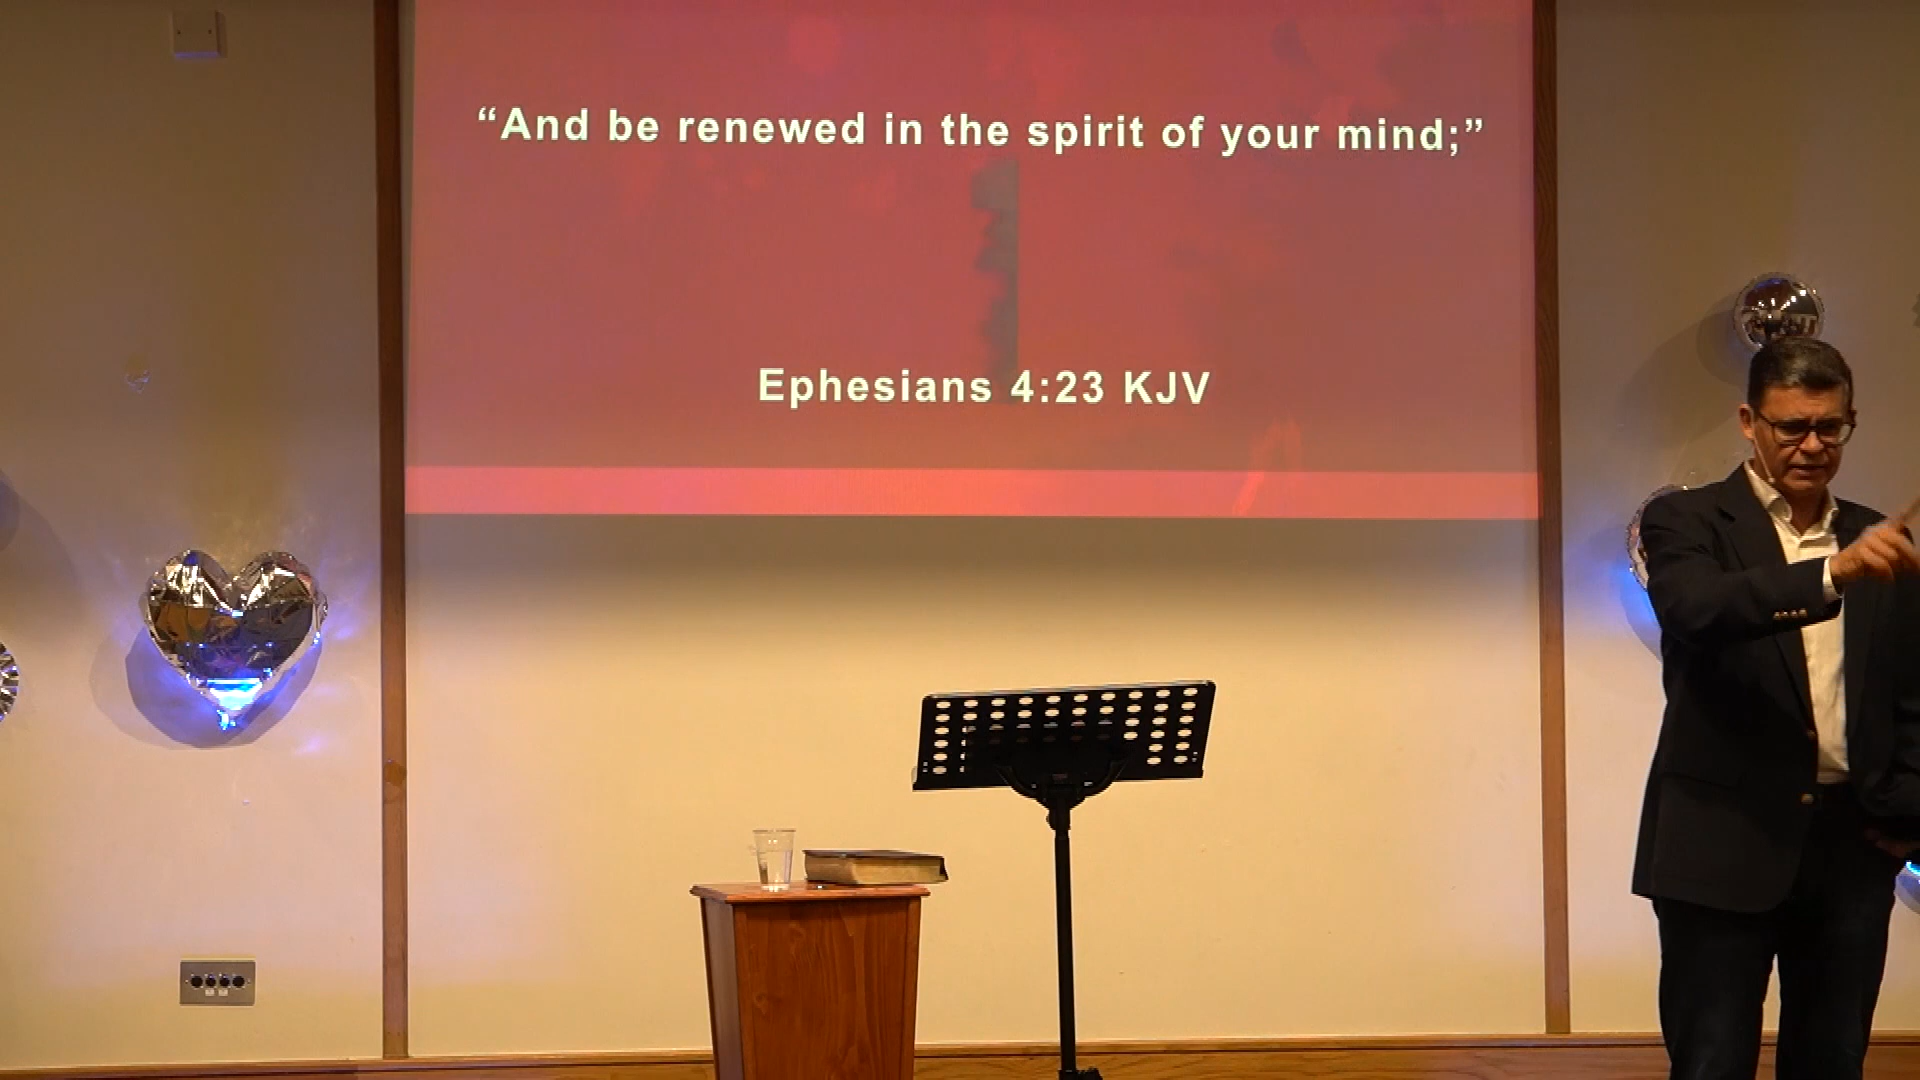 “And be renewed in the spirit of your mind;”
Ephesians 4:23 KJV